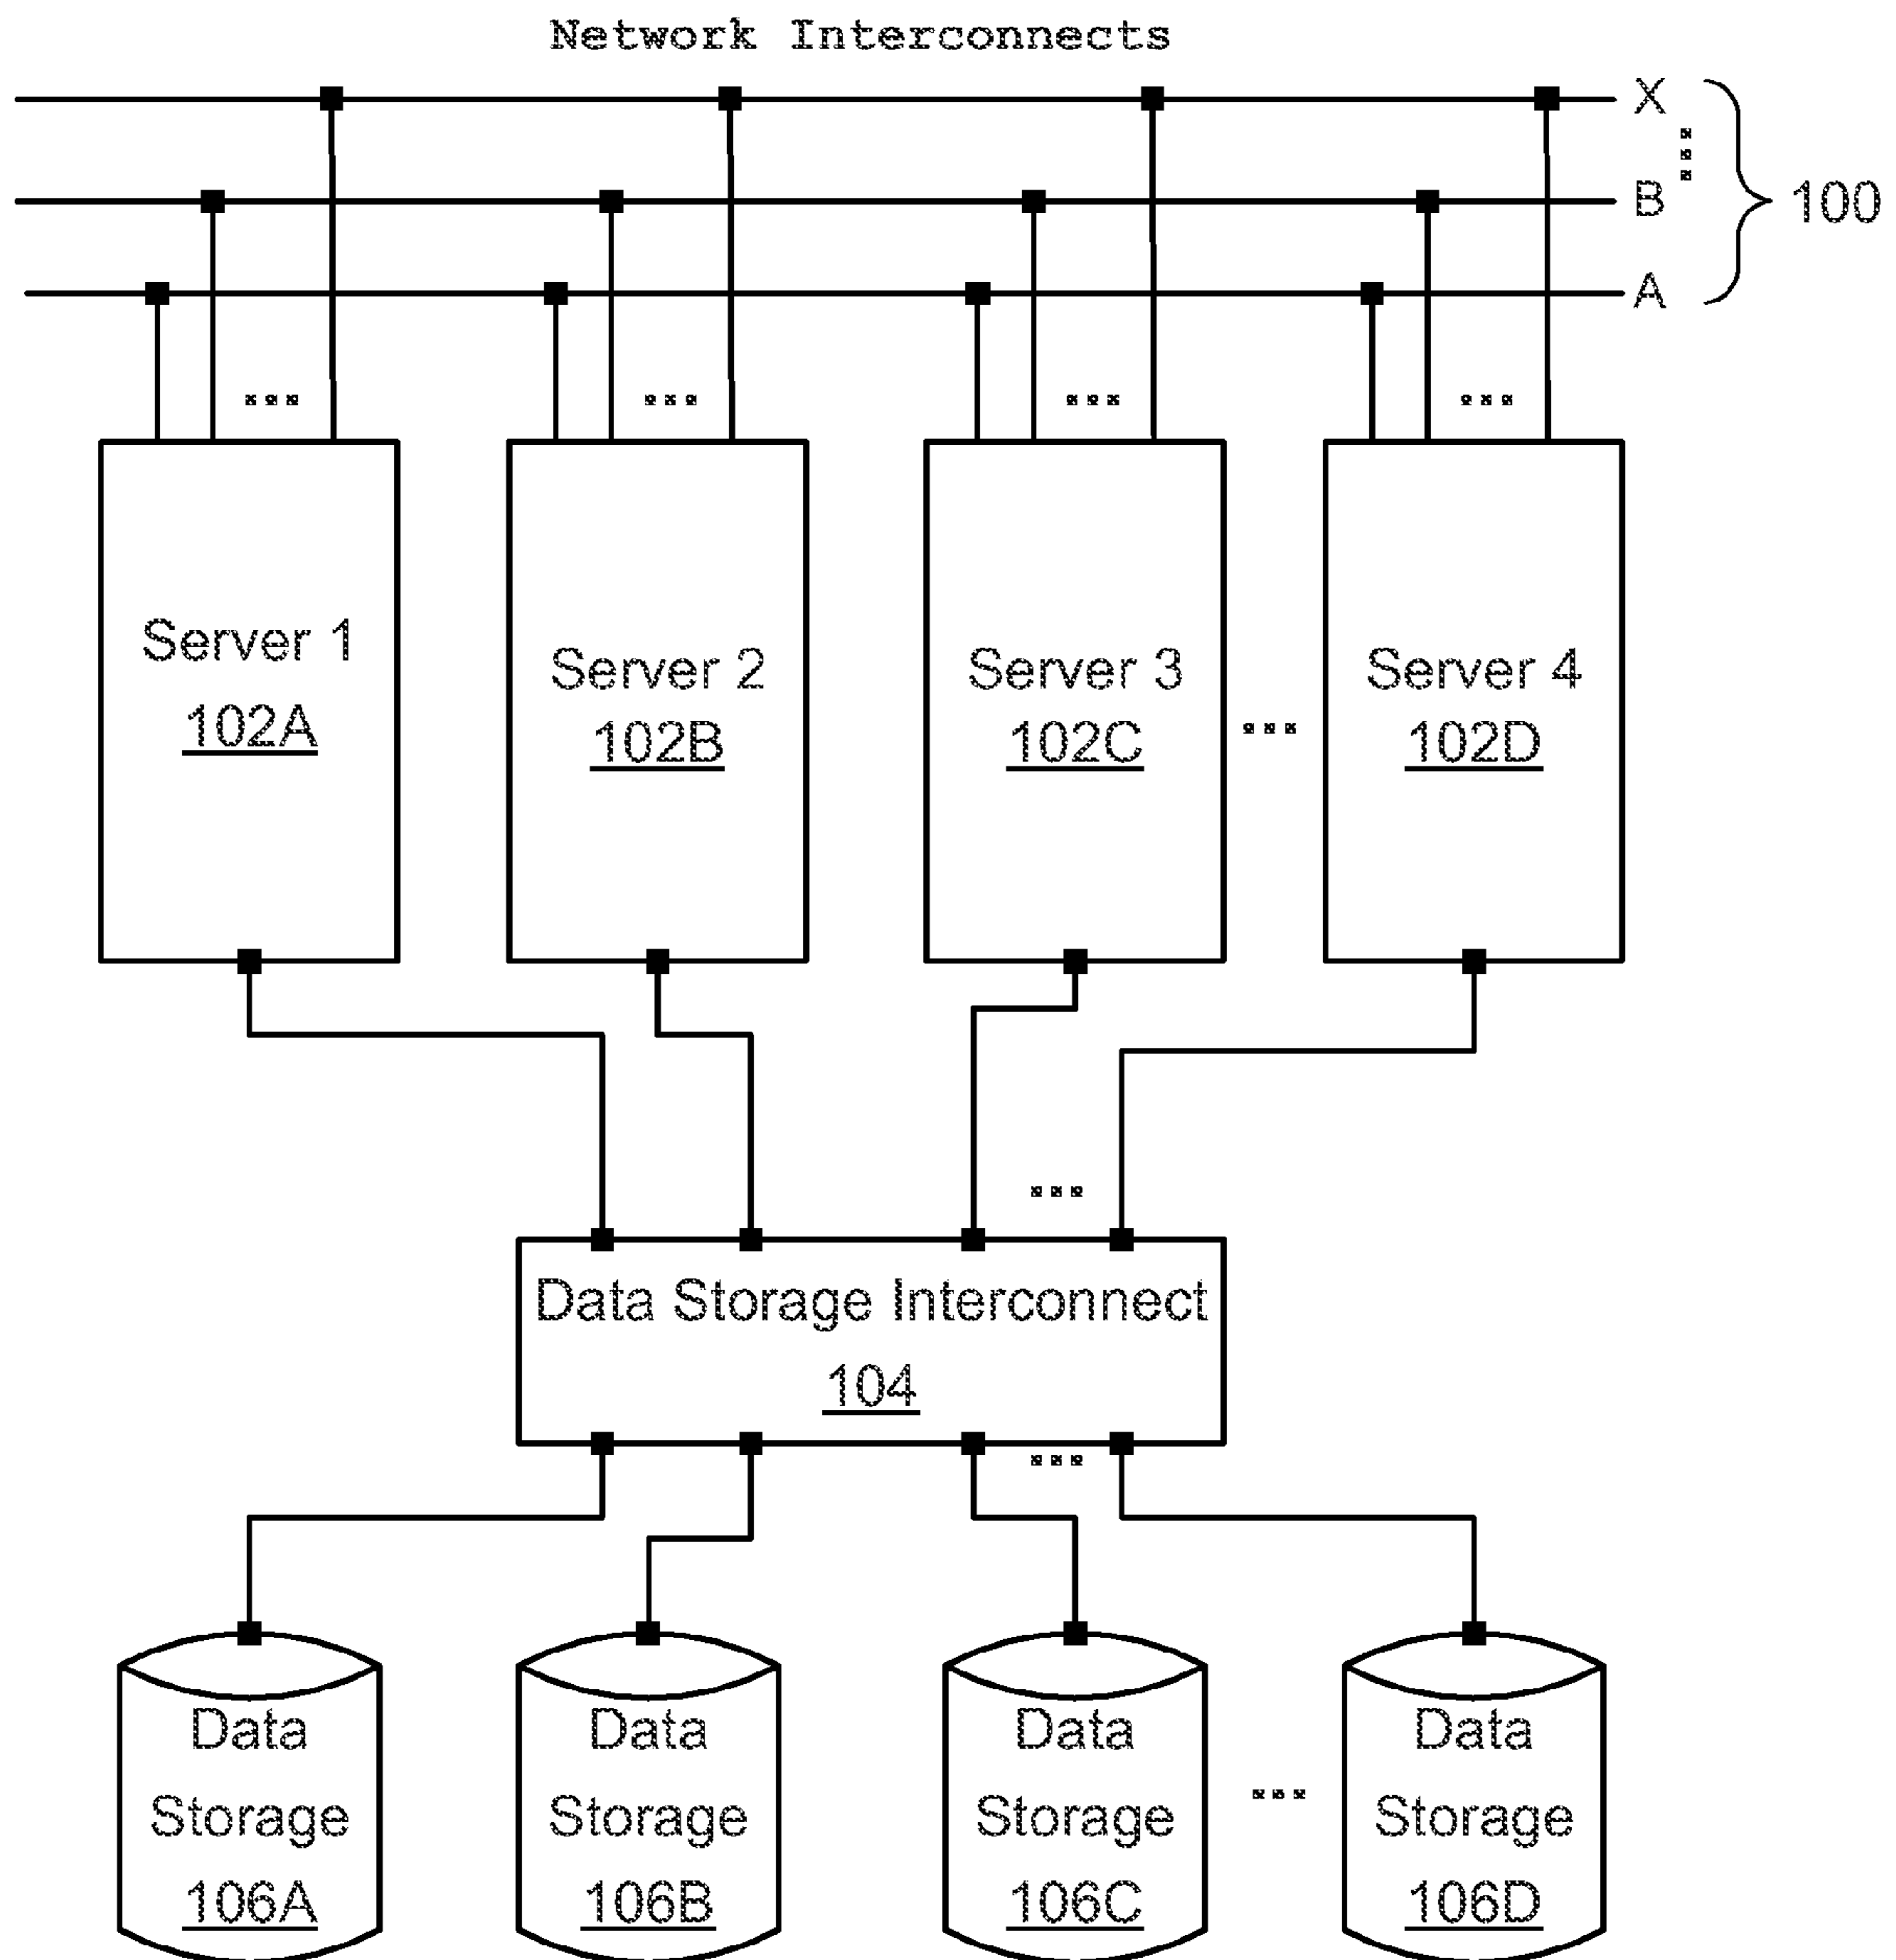 Network Interconnects
X
B
A
100
Server 1
102A
Server 2
102B
Server 3
102C
...
Server 4
102D
Data Storage Interconnect
104
Data
Storage
106A
Data
Storage
106B
Data
Storage
106C
...
Data
Storage
106D